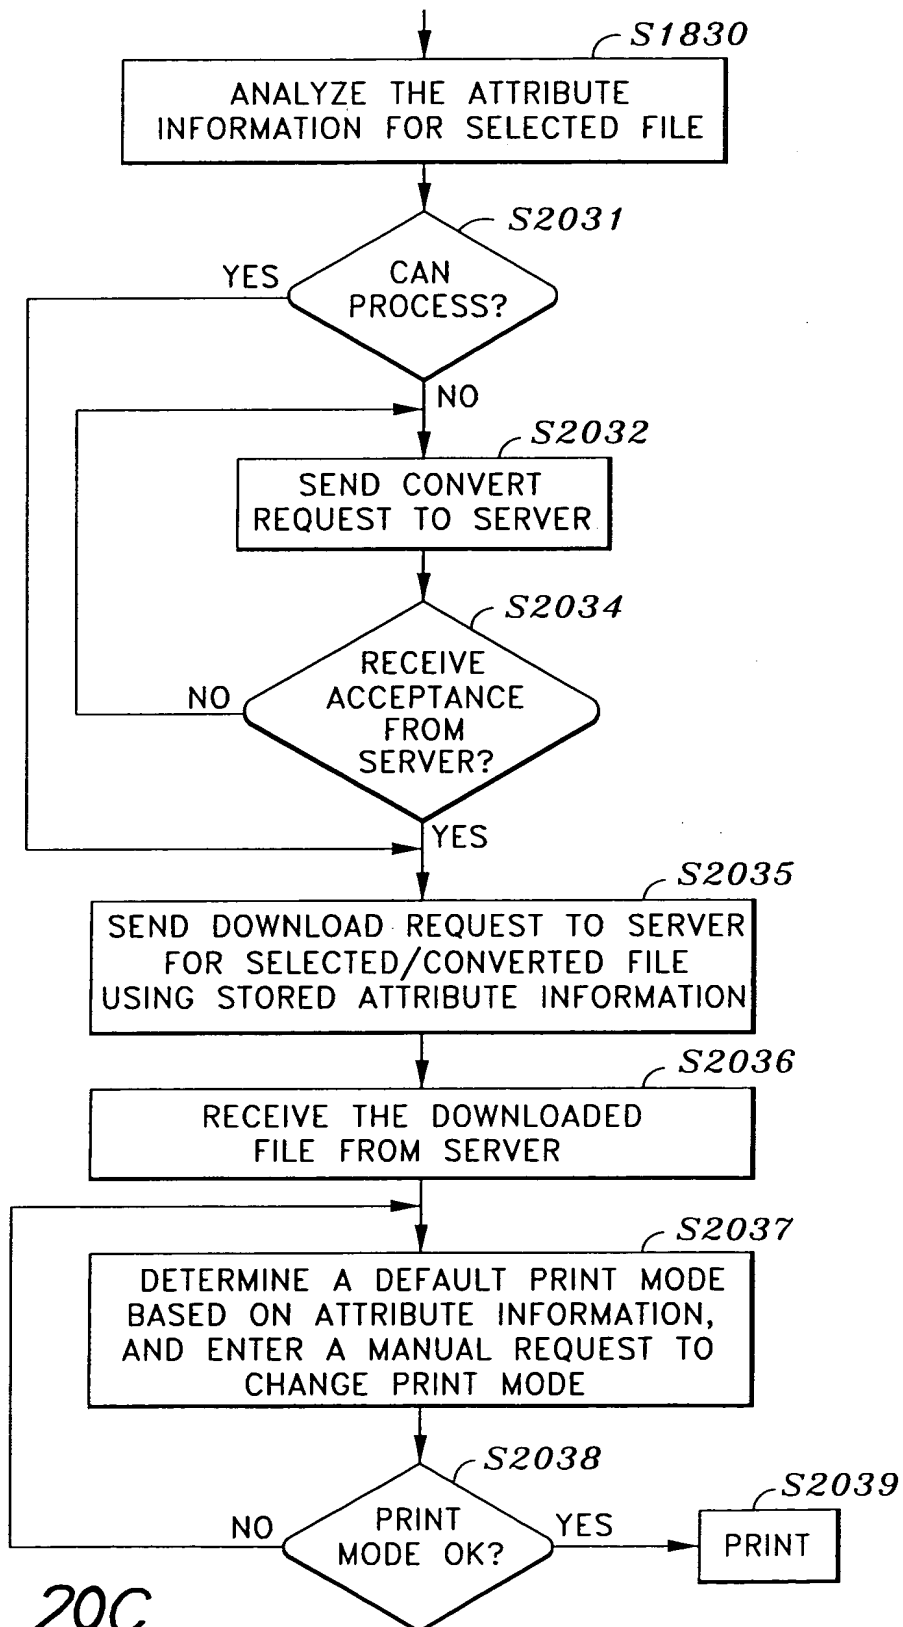 S1830
ANALYZE THE ATTRIBUTE
INFORMATION FOR SELECTED FILE
S2031
YES
CAN
PROCESS?
NO
S2032
SEND CONVERT
REQUEST TO SERVER
S2034
NO
RECEIVE
ACCEPTANCE
FROM
SERVER?
YES
S2035
SEND DOWNLOAD REQUEST TO SERVER
FOR SELECTED/CONVERTED FILE
USING STORED ATTRIBUTE INFORMATION
S2036
RECEIVE THE DOWNLOADED
FILE FROM SERVER
S2037
DETERMINE A DEFAULT PRINT MODE
BASED ON ATTRIBUTE INFORMATION,
AND ENTER A MANUAL REQUEST TO
CHANGE PRINT MODE
S2038
NO
PRINT
MODE OK?
YES
S2039
PRINT
20C